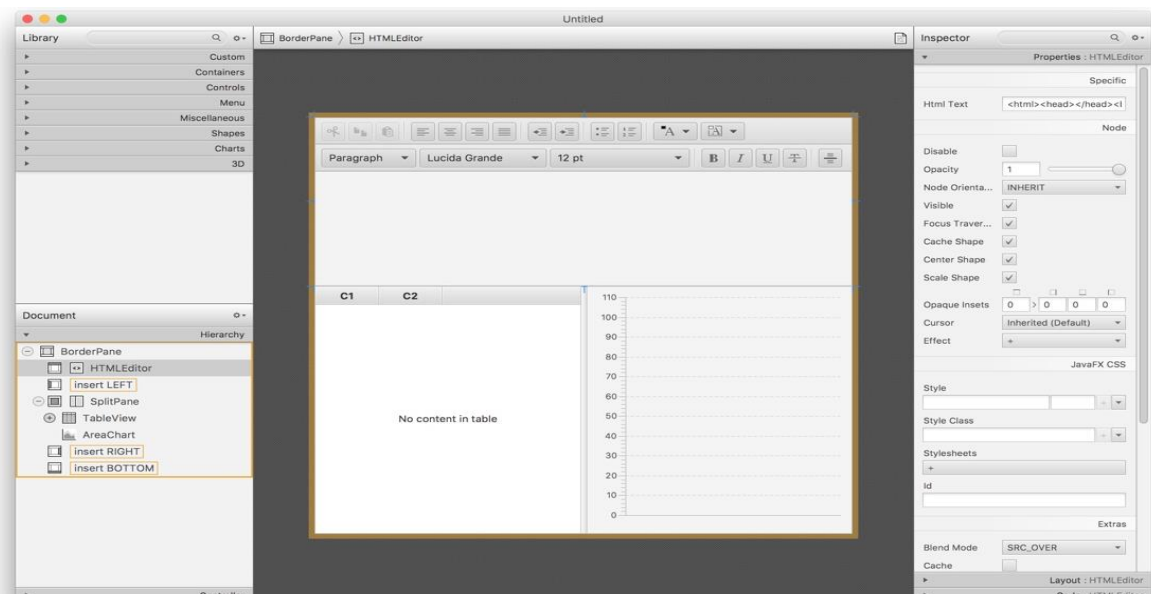 Untitled
Library
BorderPane
HTMLEditor
Inspector
Custom
Containers
Controls
Menu
Miscellaneous
Shapes
Charts
3D
Document
Hierarchy
BorderPane
HTMLEditor
insert LEFT
SplitPane
TableView
AreaChart
insert RIGHT
insert BOTTOM
Paragraph Lucida Grande 12 pt B I U T
C1 C2
No content in table
110
100
90
80
70
60
50
40
30
20
10
0
Properties : HTMLEditor
Specific
Html Text <html><head></head><
Node
Disable
Opacity 1
Node Orienta... INHERIT
Visible
Focus Traver...
Cache Shape
Center Shape
Scale Shape
Opaque Insets 0 > 0 0 0
Cursor Inherited (Default)
Effect +
JavaFX CSS
Style
Style Class
Stylesheets
+
Id
Extras
Blend Mode SRC_OVER
Cache
Layout : HTMLEditor